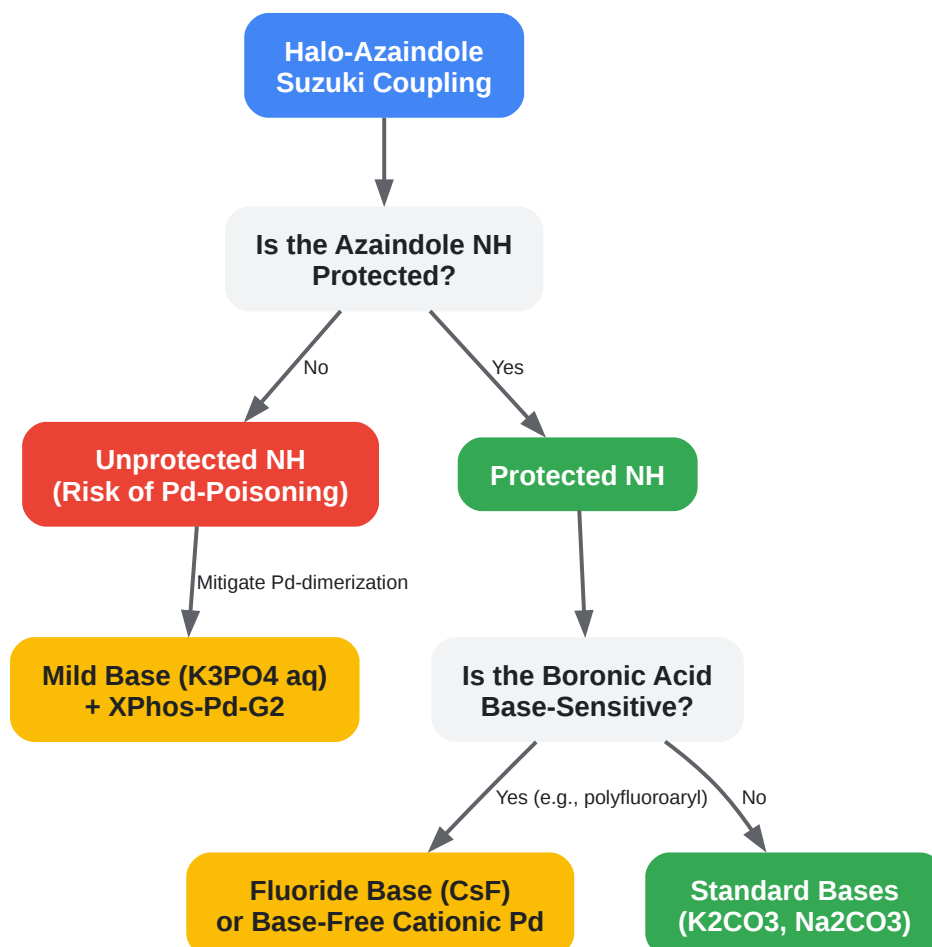 Halo-Azaindole
Suzuki Coupling
Is the Azaindole NH
Protected?
No
Yes
Unprotected NH
(Risk of Pd-Poisoning)
Protected NH
Mitigate Pd-dimerization
Mild Base (K3PO4 aq)
+ XPhos-Pd-G2
Is the Boronic Acid
Base-Sensitive?
Yes (e.g., polyfluoroaryl)
No
Fluoride Base (CsF)
or Base-Free Cationic Pd
Standard Bases
(K2CO3, Na2CO3)